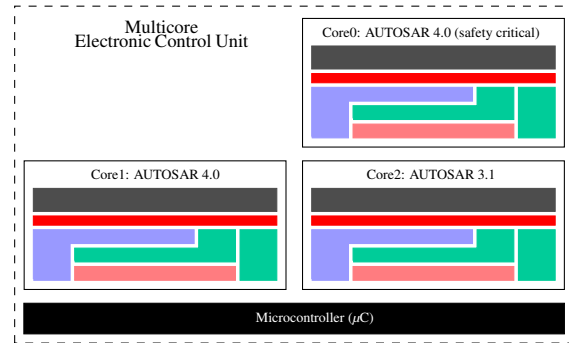 Multicore
Electronic Control Unit
Core0: AUTOSAR 4.0 (safety critical)
Core1: AUTOSAR 4.0
Core2: AUTOSAR 3.1
Microcontroller (μC)